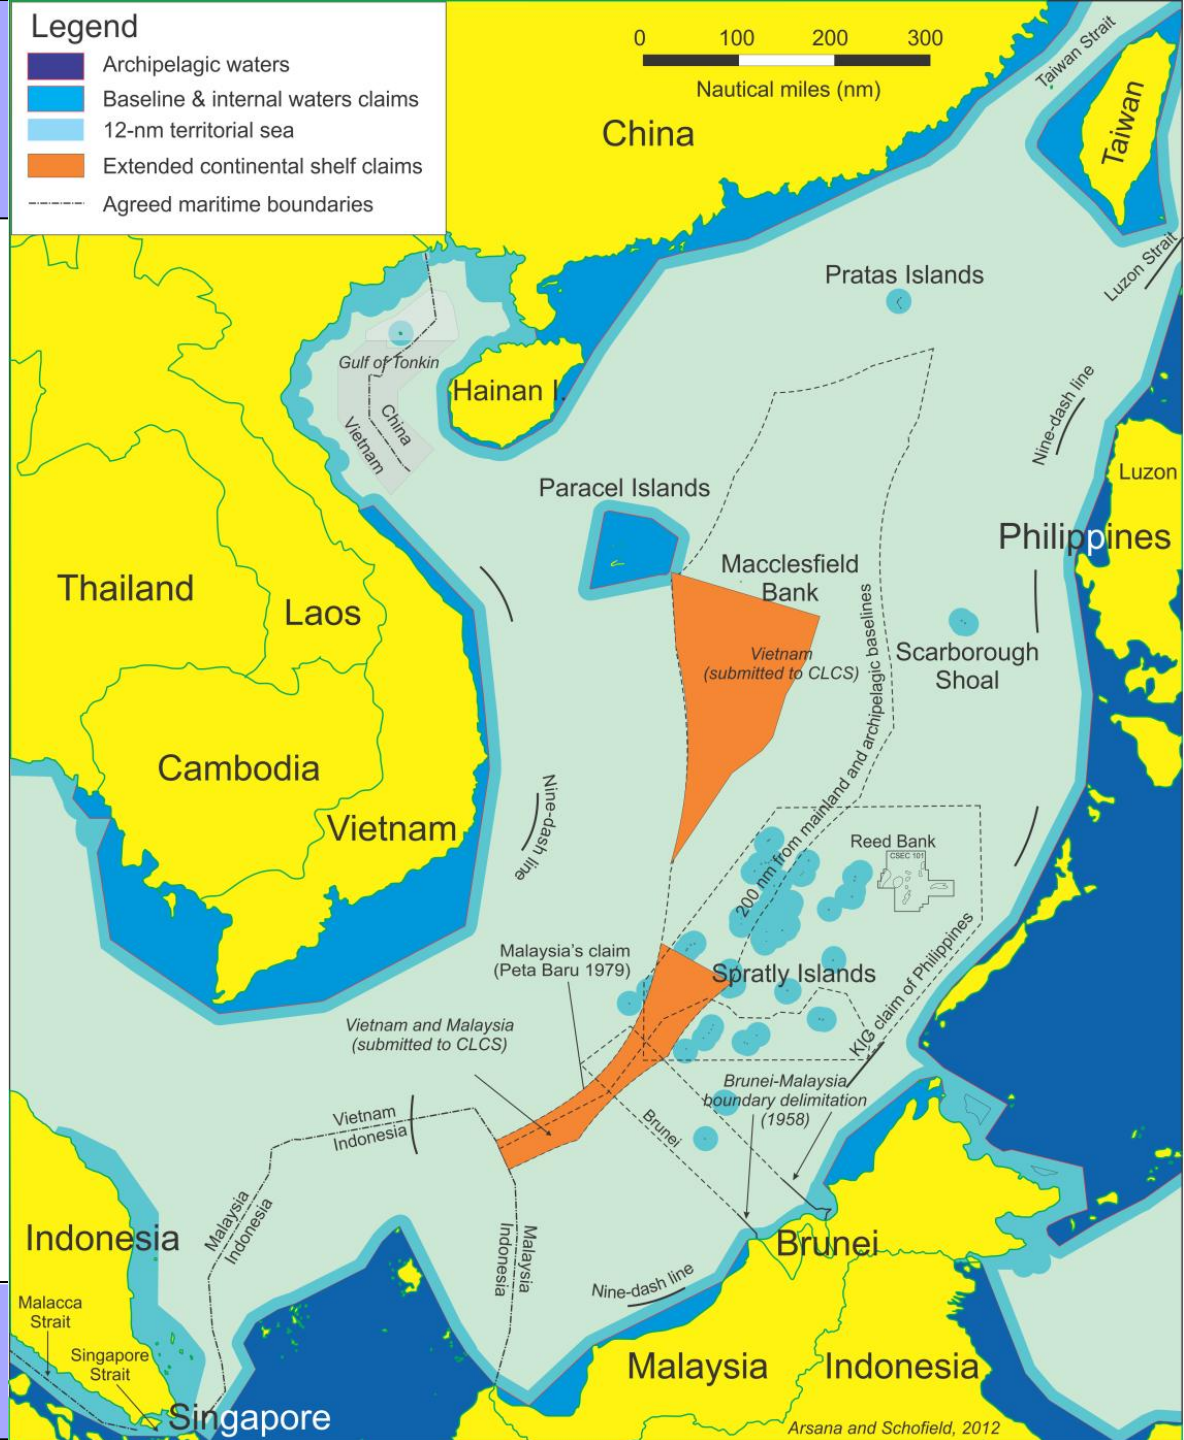 Legend
Archipelagic waters
Baseline & internal waters claims
12-nm territorial sea
Extended continental shelf claims
Agreed maritime boundaries
0 100 200 300
Nautical miles (nm)
China
Taiwan Strait
Taiwan
Luzon Strait
Pratas Islands
Gulf of Tonkin
China
Vietnam
Hainan I.
Nine-dash line
Luzon
Paracel Islands
Philippines
Macclesfield
Bank
Thailand
Laos
Vietnam
(submitted to CLCS)
Scarborough
Shoal
200 nm from mainland and archipelagic baselines
Cambodia
Vietnam
Nine-dash line
Reed Bank
CSEC 101
Malaysia's claim
(Peta Baru 1979)
Spratly Islands
KIG claim of Philippines
Vietnam and Malaysia
(submitted to CLCS)
Brunei-Malaysia
boundary delimitation
(1958)
Vietnam
Indonesia
Brunei
Malaysia
Indonesia
Indonesia
Malaysia
Indonesia
Brunei
Nine-dash line
Malacca
Strait
Singapore
Strait
Malaysia
Indonesia
Singapore
Arsana and Schofield, 2012